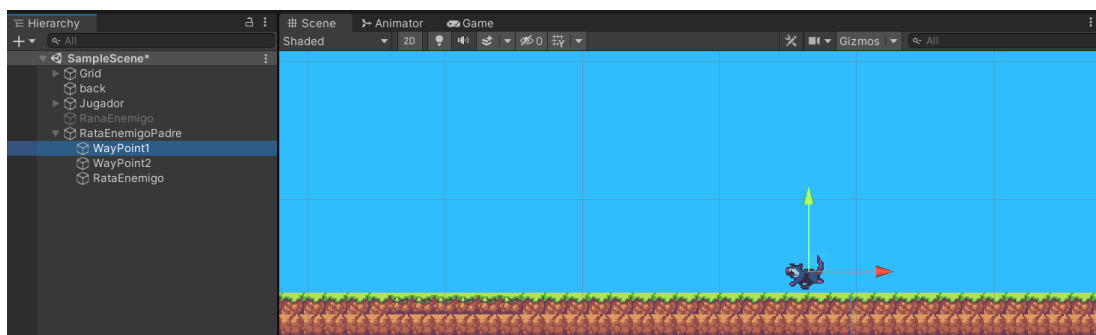 Hierarchy
Scene Animator Game
All
Shaded 2D 0 Gizmos All
SampleScene*
Grid
back
Jugador
RanaEnemigo
RataEnemigoPadre
WayPoint1
WayPoint2
RataEnemigo